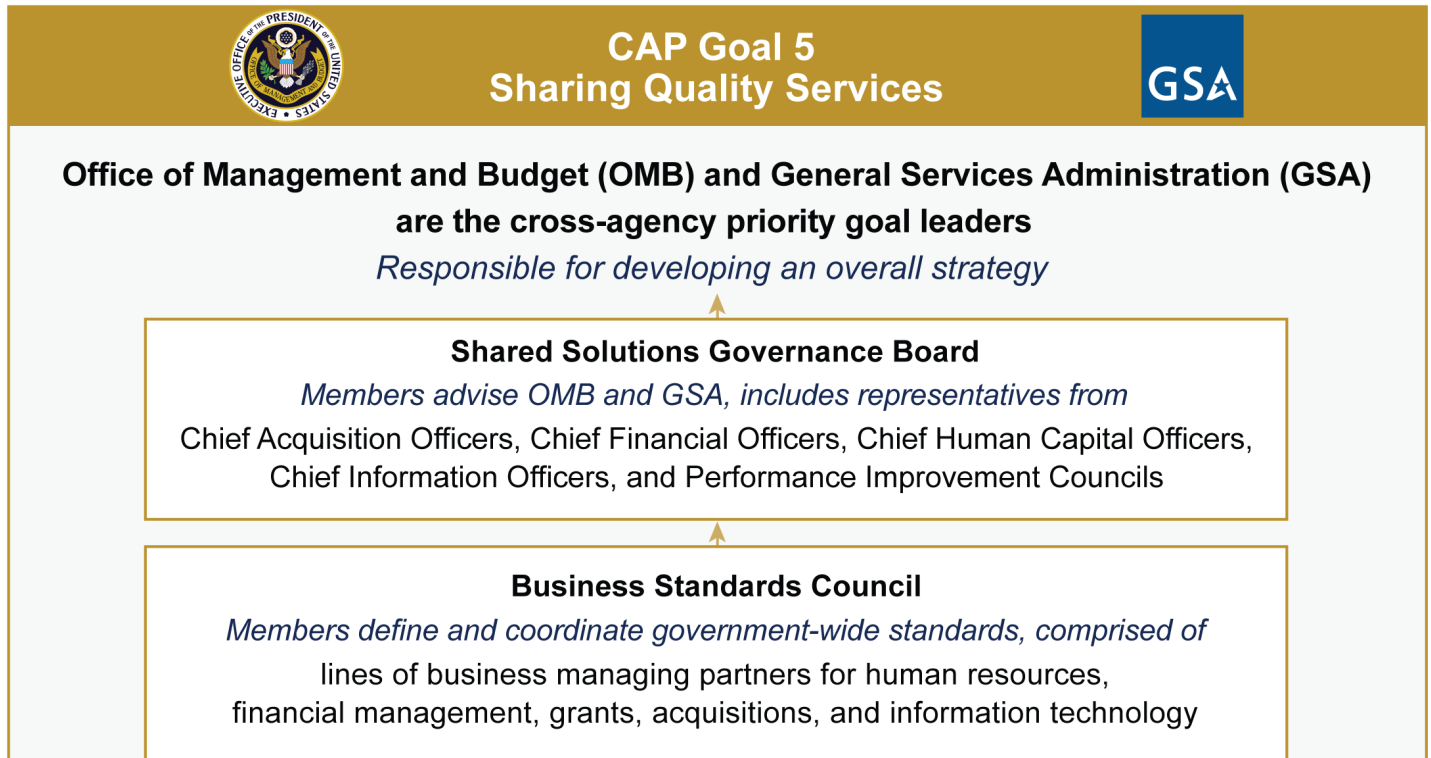 EXECUTIVE OFFICE OF THE PRESIDENT OF THE UNITED STATES
OFFICE OF MANAGEMENT AND BUDGET
CAP Goal 5
Sharing Quality Services
GSA
Office of Management and Budget (OMB) and General Services Administration (GSA)
are the cross-agency priority goal leaders
Responsible for developing an overall strategy
Shared Solutions Governance Board
Members advise OMB and GSA, includes representatives from
Chief Acquisition Officers, Chief Financial Officers, Chief Human Capital Officers,
Chief Information Officers, and Performance Improvement Councils
Business Standards Council
Members define and coordinate government-wide standards, comprised of
lines of business managing partners for human resources,
financial management, grants, acquisitions, and information technology